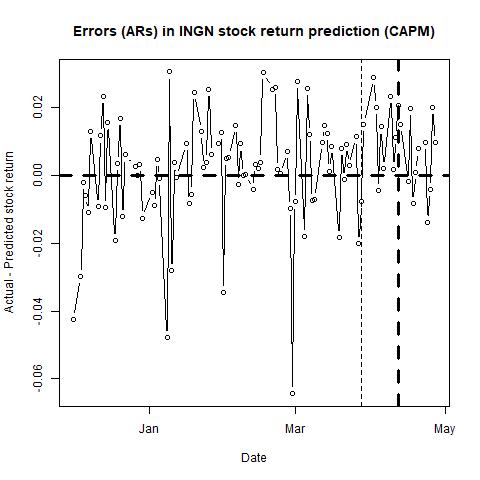 Errors (ARs) in INGN stock return prediction (CAPM)
Actual - Predicted stock return
0.02
0.00
-0.02
-0.04
-0.06
Jan
Mar
May
Date